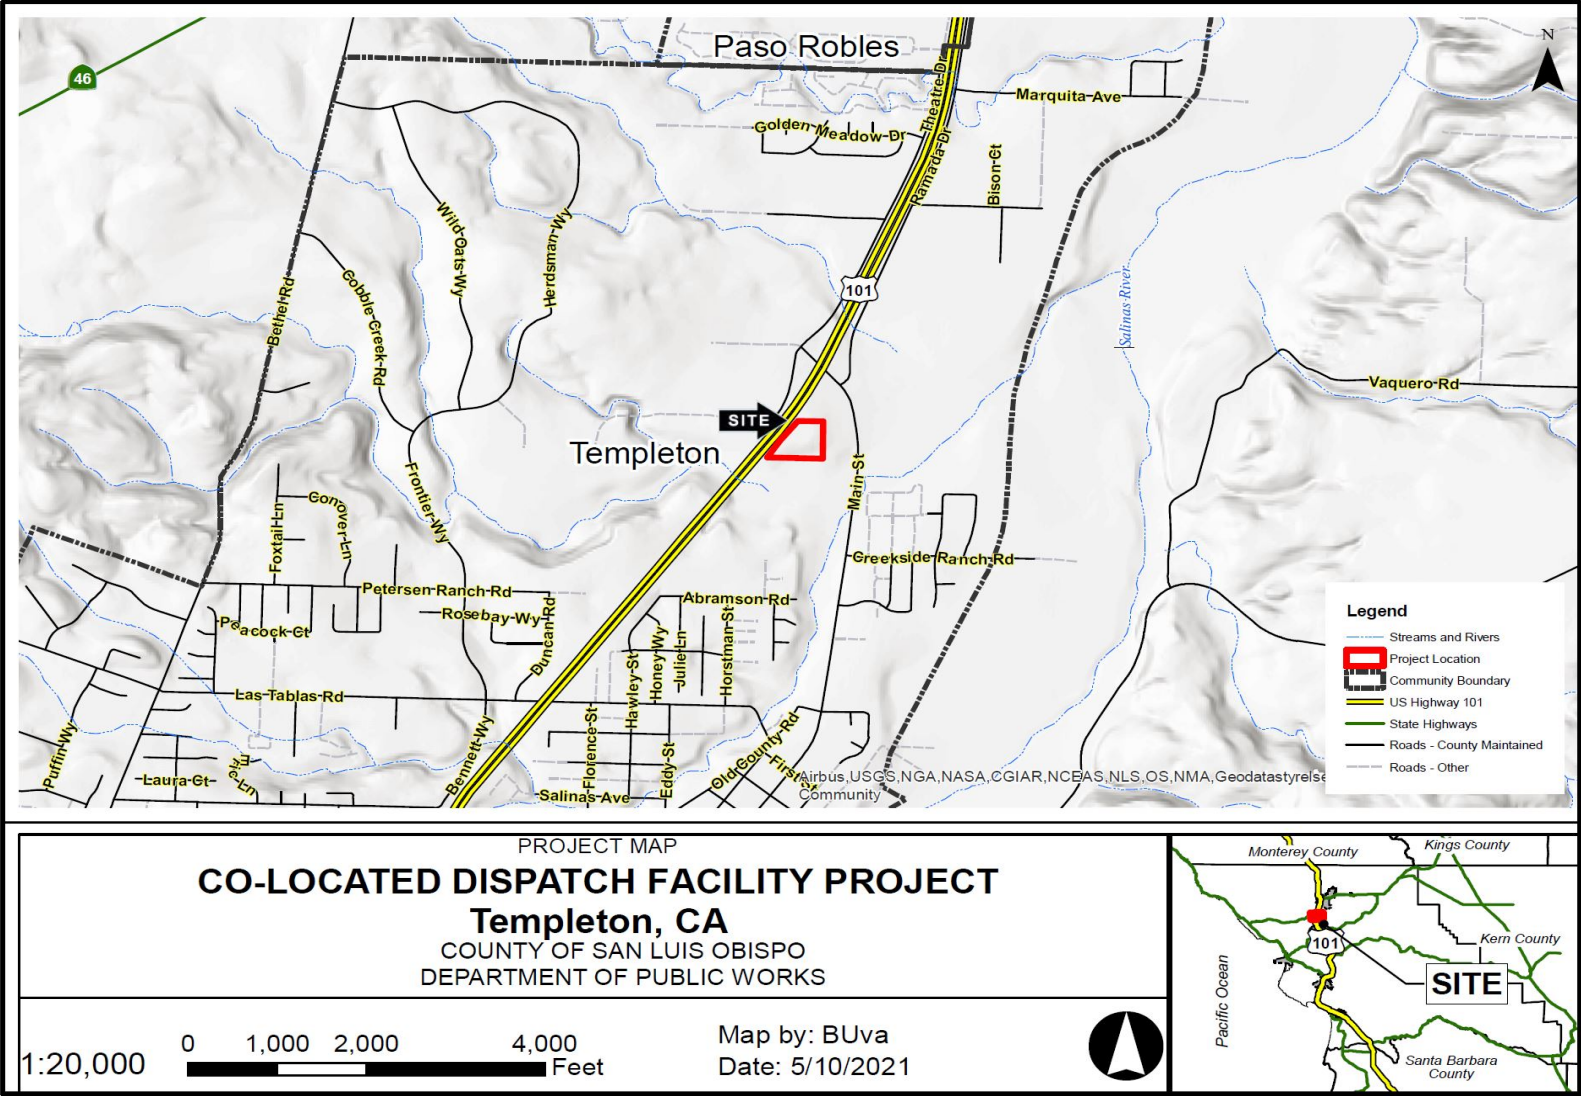 Paso Robles
N
46
Theatre Dr
Marquita Ave
Golden Meadow Dr
Ramada Dr
Bison Ct
Wild Oats Wy
Herdsman Wy
Salinas River
Bethel Rd
Cobble Creek Rd
101
Vaquero Rd
SITE
Templeton
Main St
Frontier Wy
Conover Ln
Foxtail Ln
Creekside Ranch Rd
Petersen Ranch Rd
Abramson Rd
Rosebay Wy
Peacock Ct
Duncan Rd
Hawley St
Honey Wy
Julie Ln
Horstman St
Las Tablas Rd
Puffin Wy
Bennett Wy
Florence St
Eddy St
Old County Rd
First St
Laura Ct
Eric Ln
Salinas Ave
Airbus,USGS,NGA,NASA,CGIAR,NCEAS,NLS,OS,NMA,Geodatastyrelse
Community
Legend
Streams and Rivers
Project Location
Community Boundary
US Highway 101
State Highways
Roads - County Maintained
Roads - Other
PROJECT MAP
CO-LOCATED DISPATCH FACILITY PROJECT
Templeton, CA
COUNTY OF SAN LUIS OBISPO
DEPARTMENT OF PUBLIC WORKS
1:20,000
0 1,000 2,000 4,000
Feet
Map by: BUva
Date: 5/10/2021
Monterey County
Kings County
Kern County
101
SITE
Pacific Ocean
Santa Barbara
County